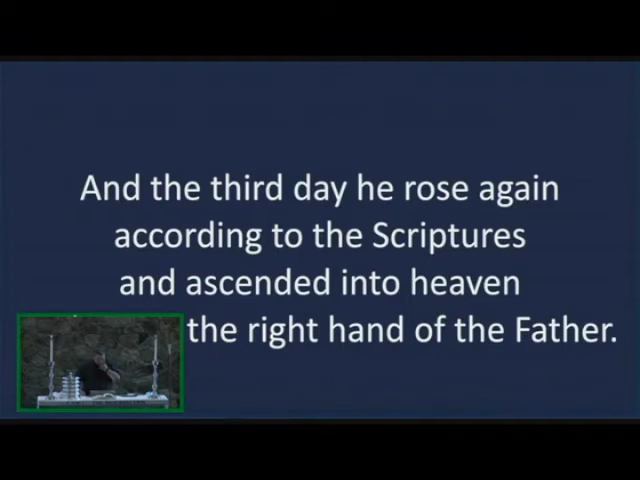 And the third day he rose again
according to the Scriptures
and ascended into heaven
the right hand of the Father.